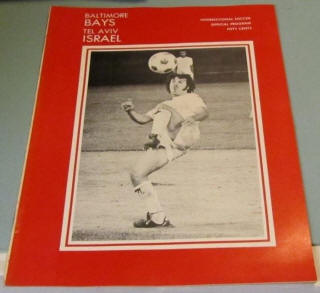 BALTIMORE
BAYS
TEL AVIV
ISRAEL
INTERNATIONAL SOCCER
OFFICIAL PROGRAM
FIFTY CENTS